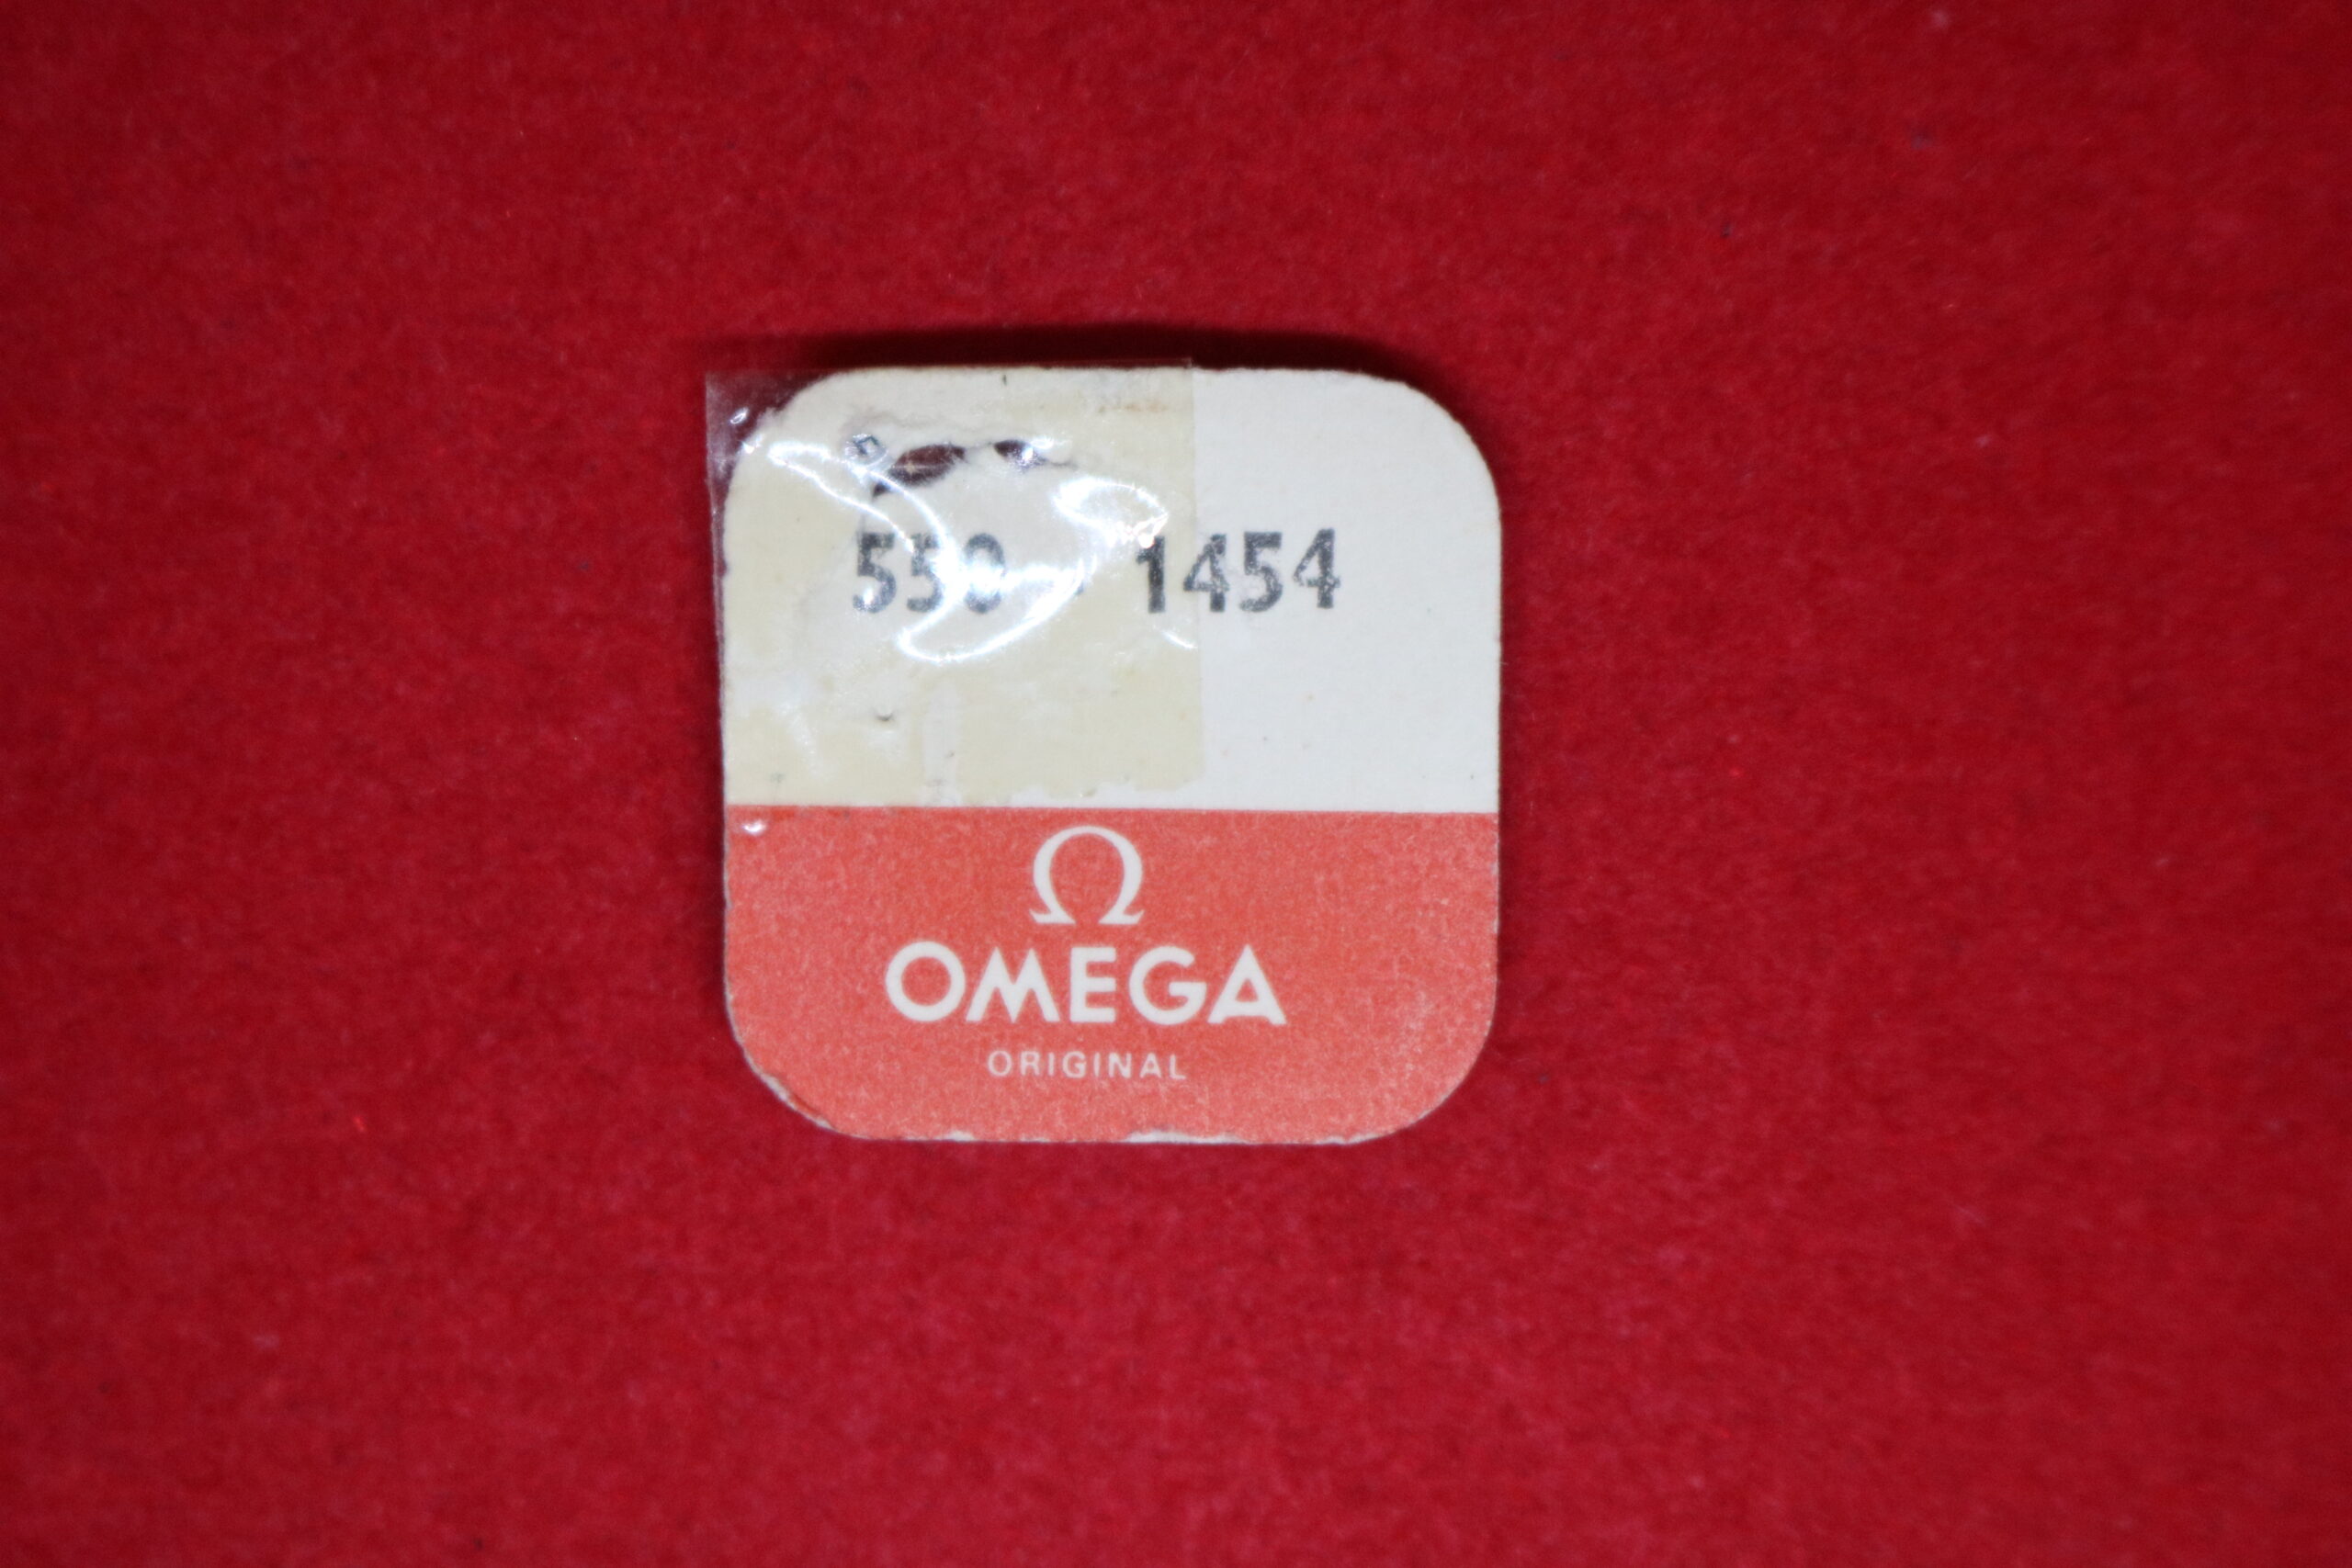 550 - 1454
Ω
OMEGA
ORIGINAL